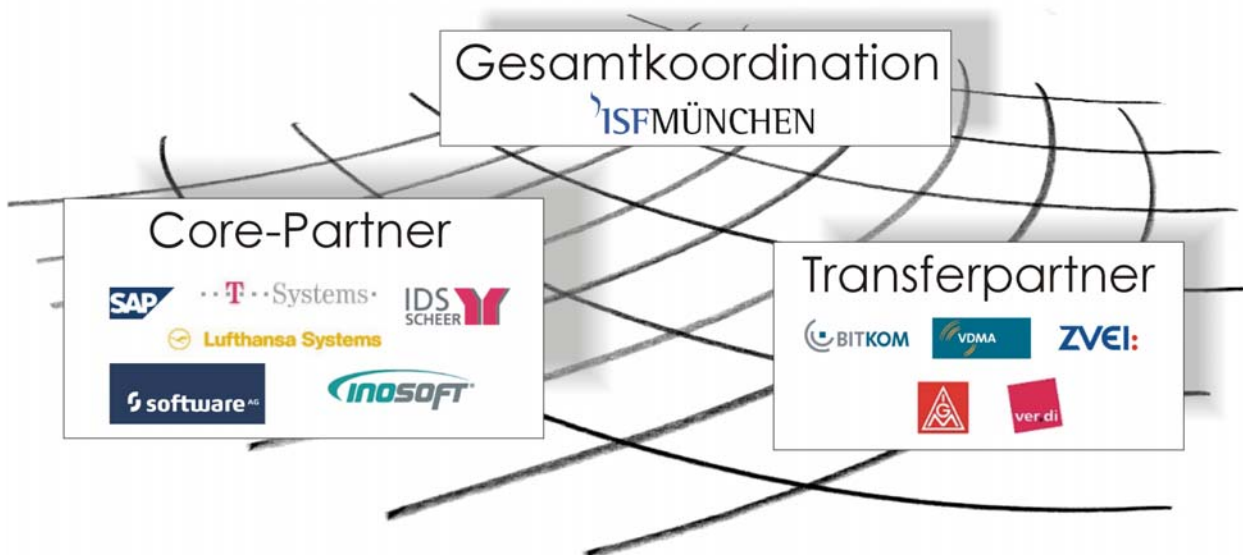 Gesamtkoordination
ISFMÜNCHEN
Core-Partner
SAP
··T··Systems·
IDS
SCHEER
Lufthansa Systems
software AG
inosoft
Transferpartner
BITKOM
VDMA
ZVEI:
IGM
ver.di